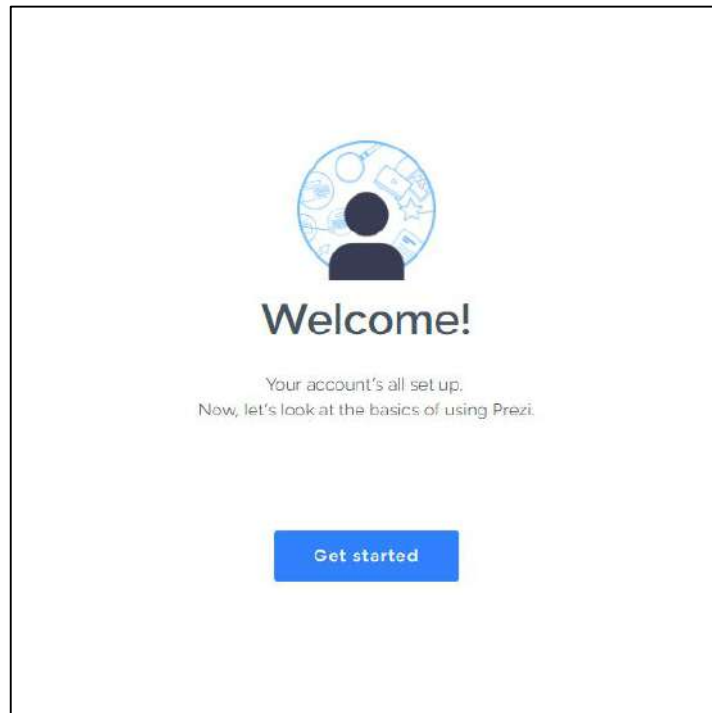 Welcome!
Your account's all set up.
Now, let's look at the basics of using Prezi.
Get started